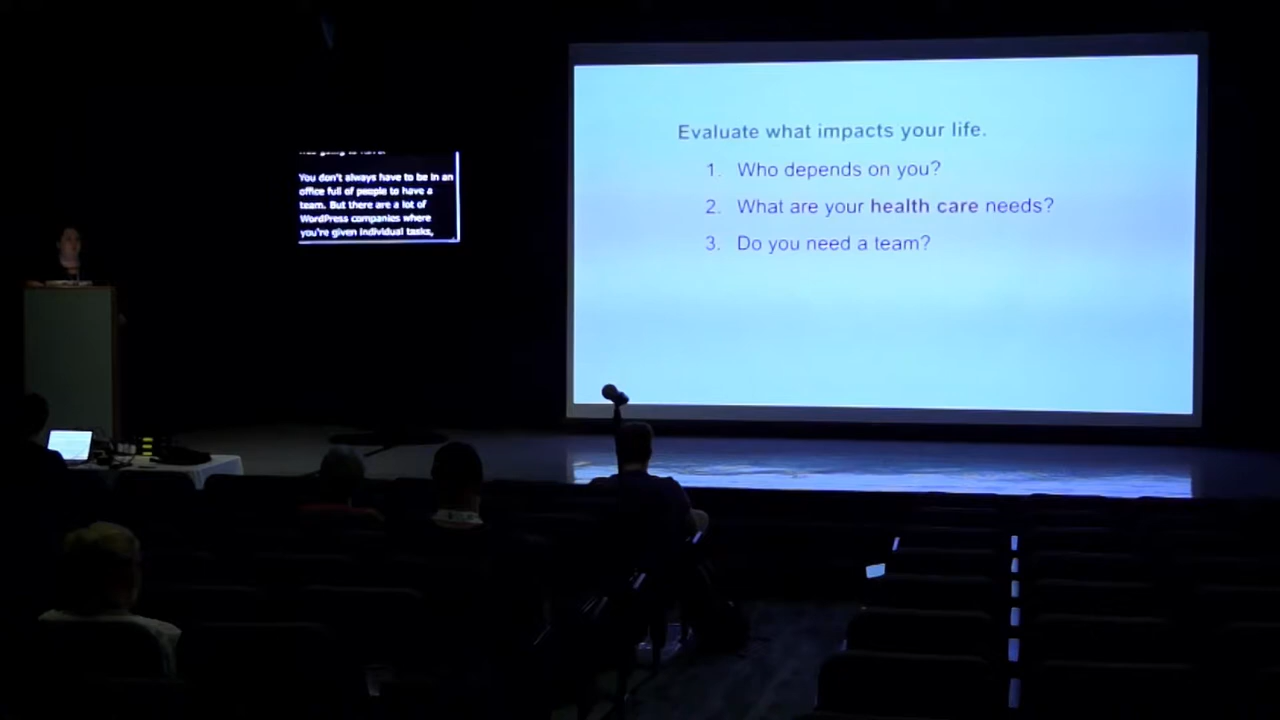 You don't always have to be in an
office full of people to have a
team. But there are a lot of
WordPress companies where
you're given individual tasks,
Evaluate what impacts your life.
1. Who depends on you?
2. What are your health care needs?
3. Do you need a team?